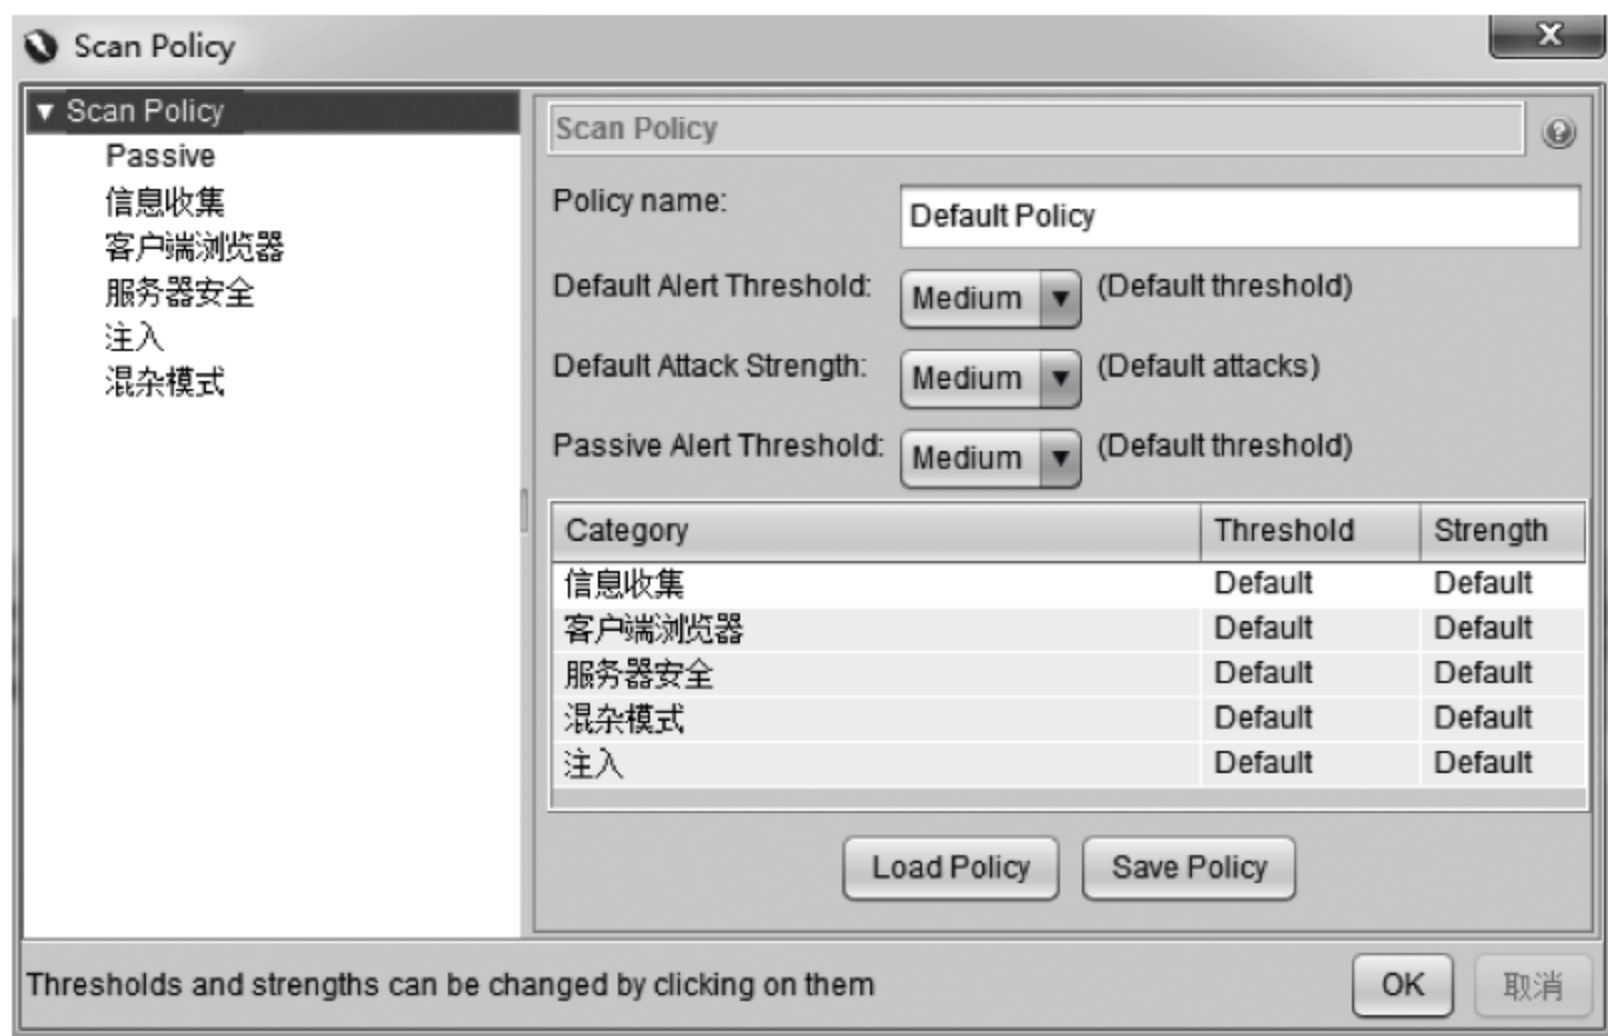 Scan Policy
Scan Policy
Passive
信息收集
客户端浏览器
服务器安全
注入
混杂模式
Scan Policy
Policy name: Default Policy
Default Alert Threshold: Medium (Default threshold)
Default Attack Strength: Medium (Default attacks)
Passive Alert Threshold: Medium (Default threshold)
Category Threshold Strength
信息收集 Default Default
客户端浏览器 Default Default
服务器安全 Default Default
混杂模式 Default Default
注入 Default Default
Load Policy Save Policy
Thresholds and strengths can be changed by clicking on them OK 取消